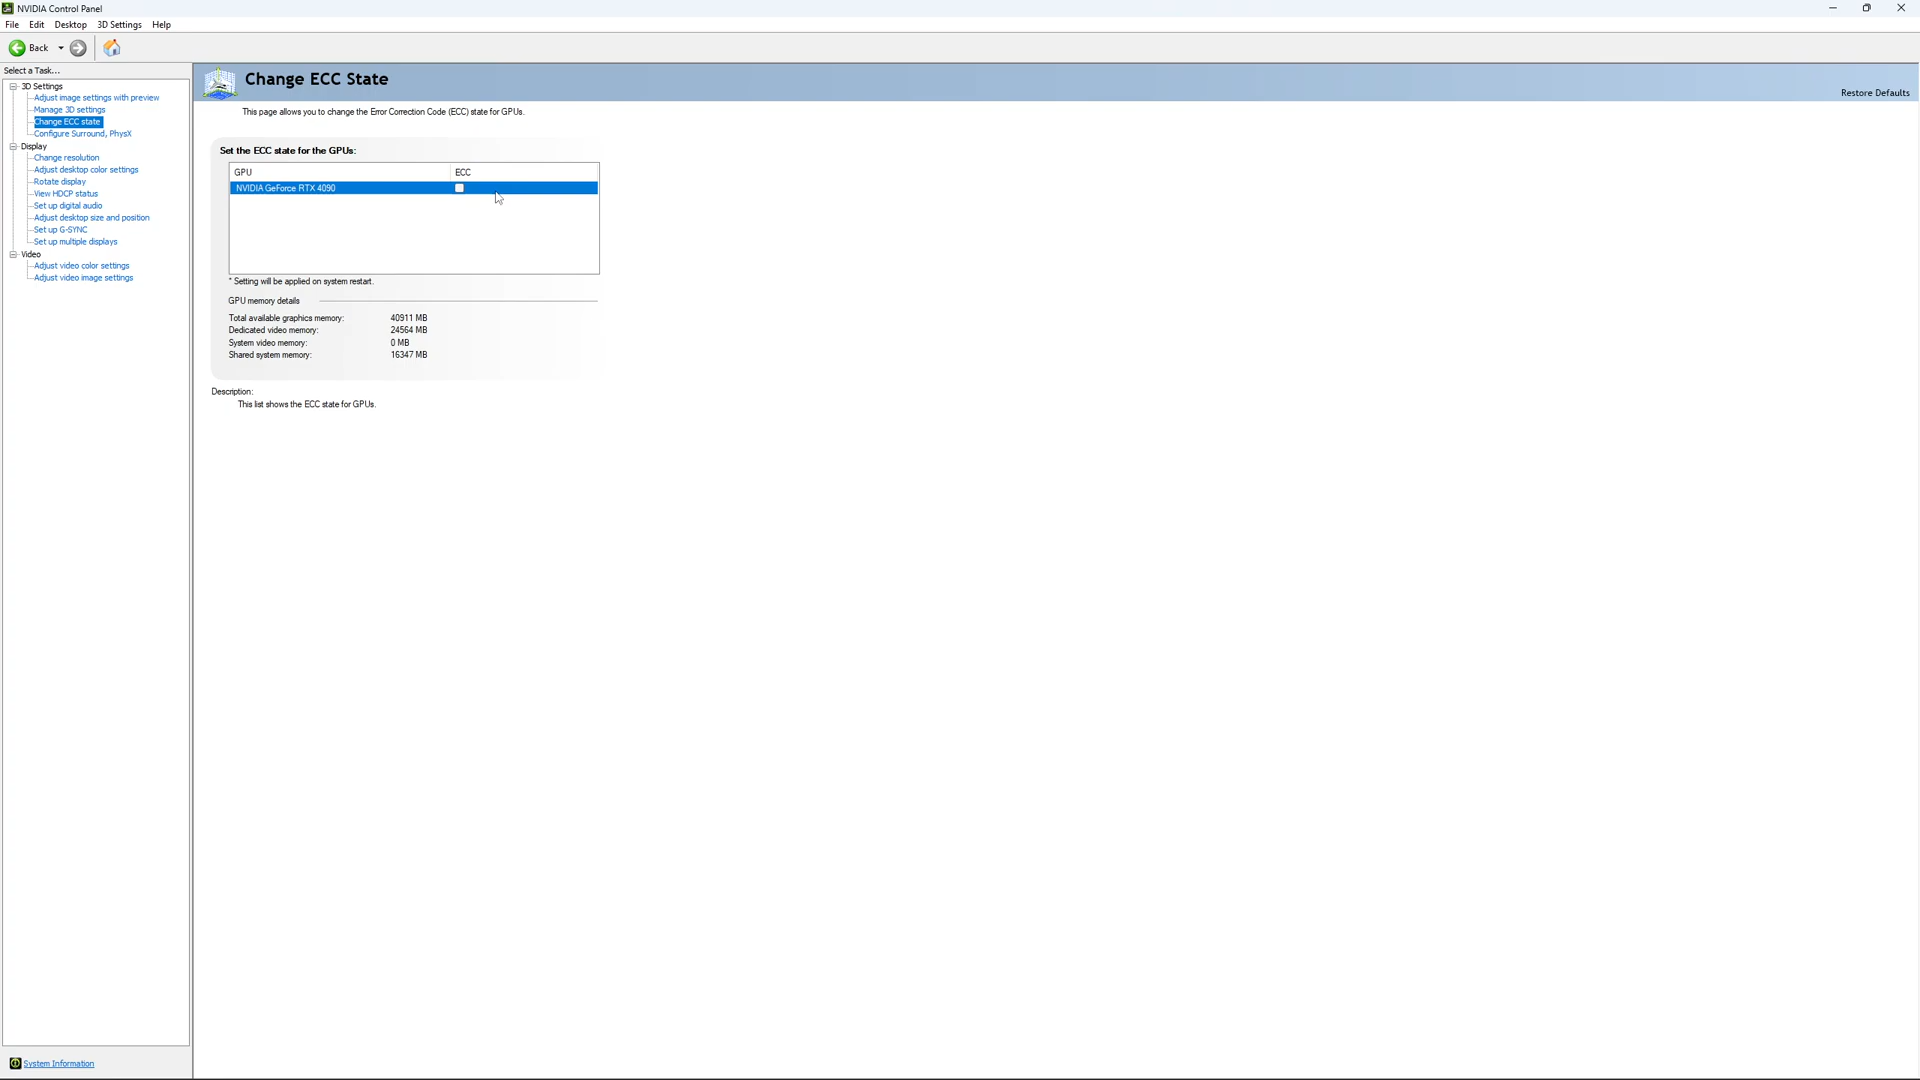 NVIDIA Control Panel
File Edit Desktop 3D Settings Help
Back
Select a Task...
3D Settings
Adjust image settings with preview
Manage 3D settings
Change ECC state
Configure Surround, PhysX
Display
Change resolution
Adjust desktop color settings
Rotate display
View HDCP status
Set up digital audio
Adjust desktop size and position
Set up G-SYNC
Set up multiple displays
Video
Adjust video color settings
Adjust video image settings
System Information
Change ECC State
Restore Defaults
This page allows you to change the Error Correction Code (ECC) state for GPUs.
Set the ECC state for the GPUs:
GPU ECC
NVIDIA GeForce RTX 4090
* Setting will be applied on system restart.
GPU memory details
Total available graphics memory: 40911 MB
Dedicated video memory: 24564 MB
System video memory: 0 MB
Shared system memory: 16347 MB
Description:
This list shows the ECC state for GPUs.